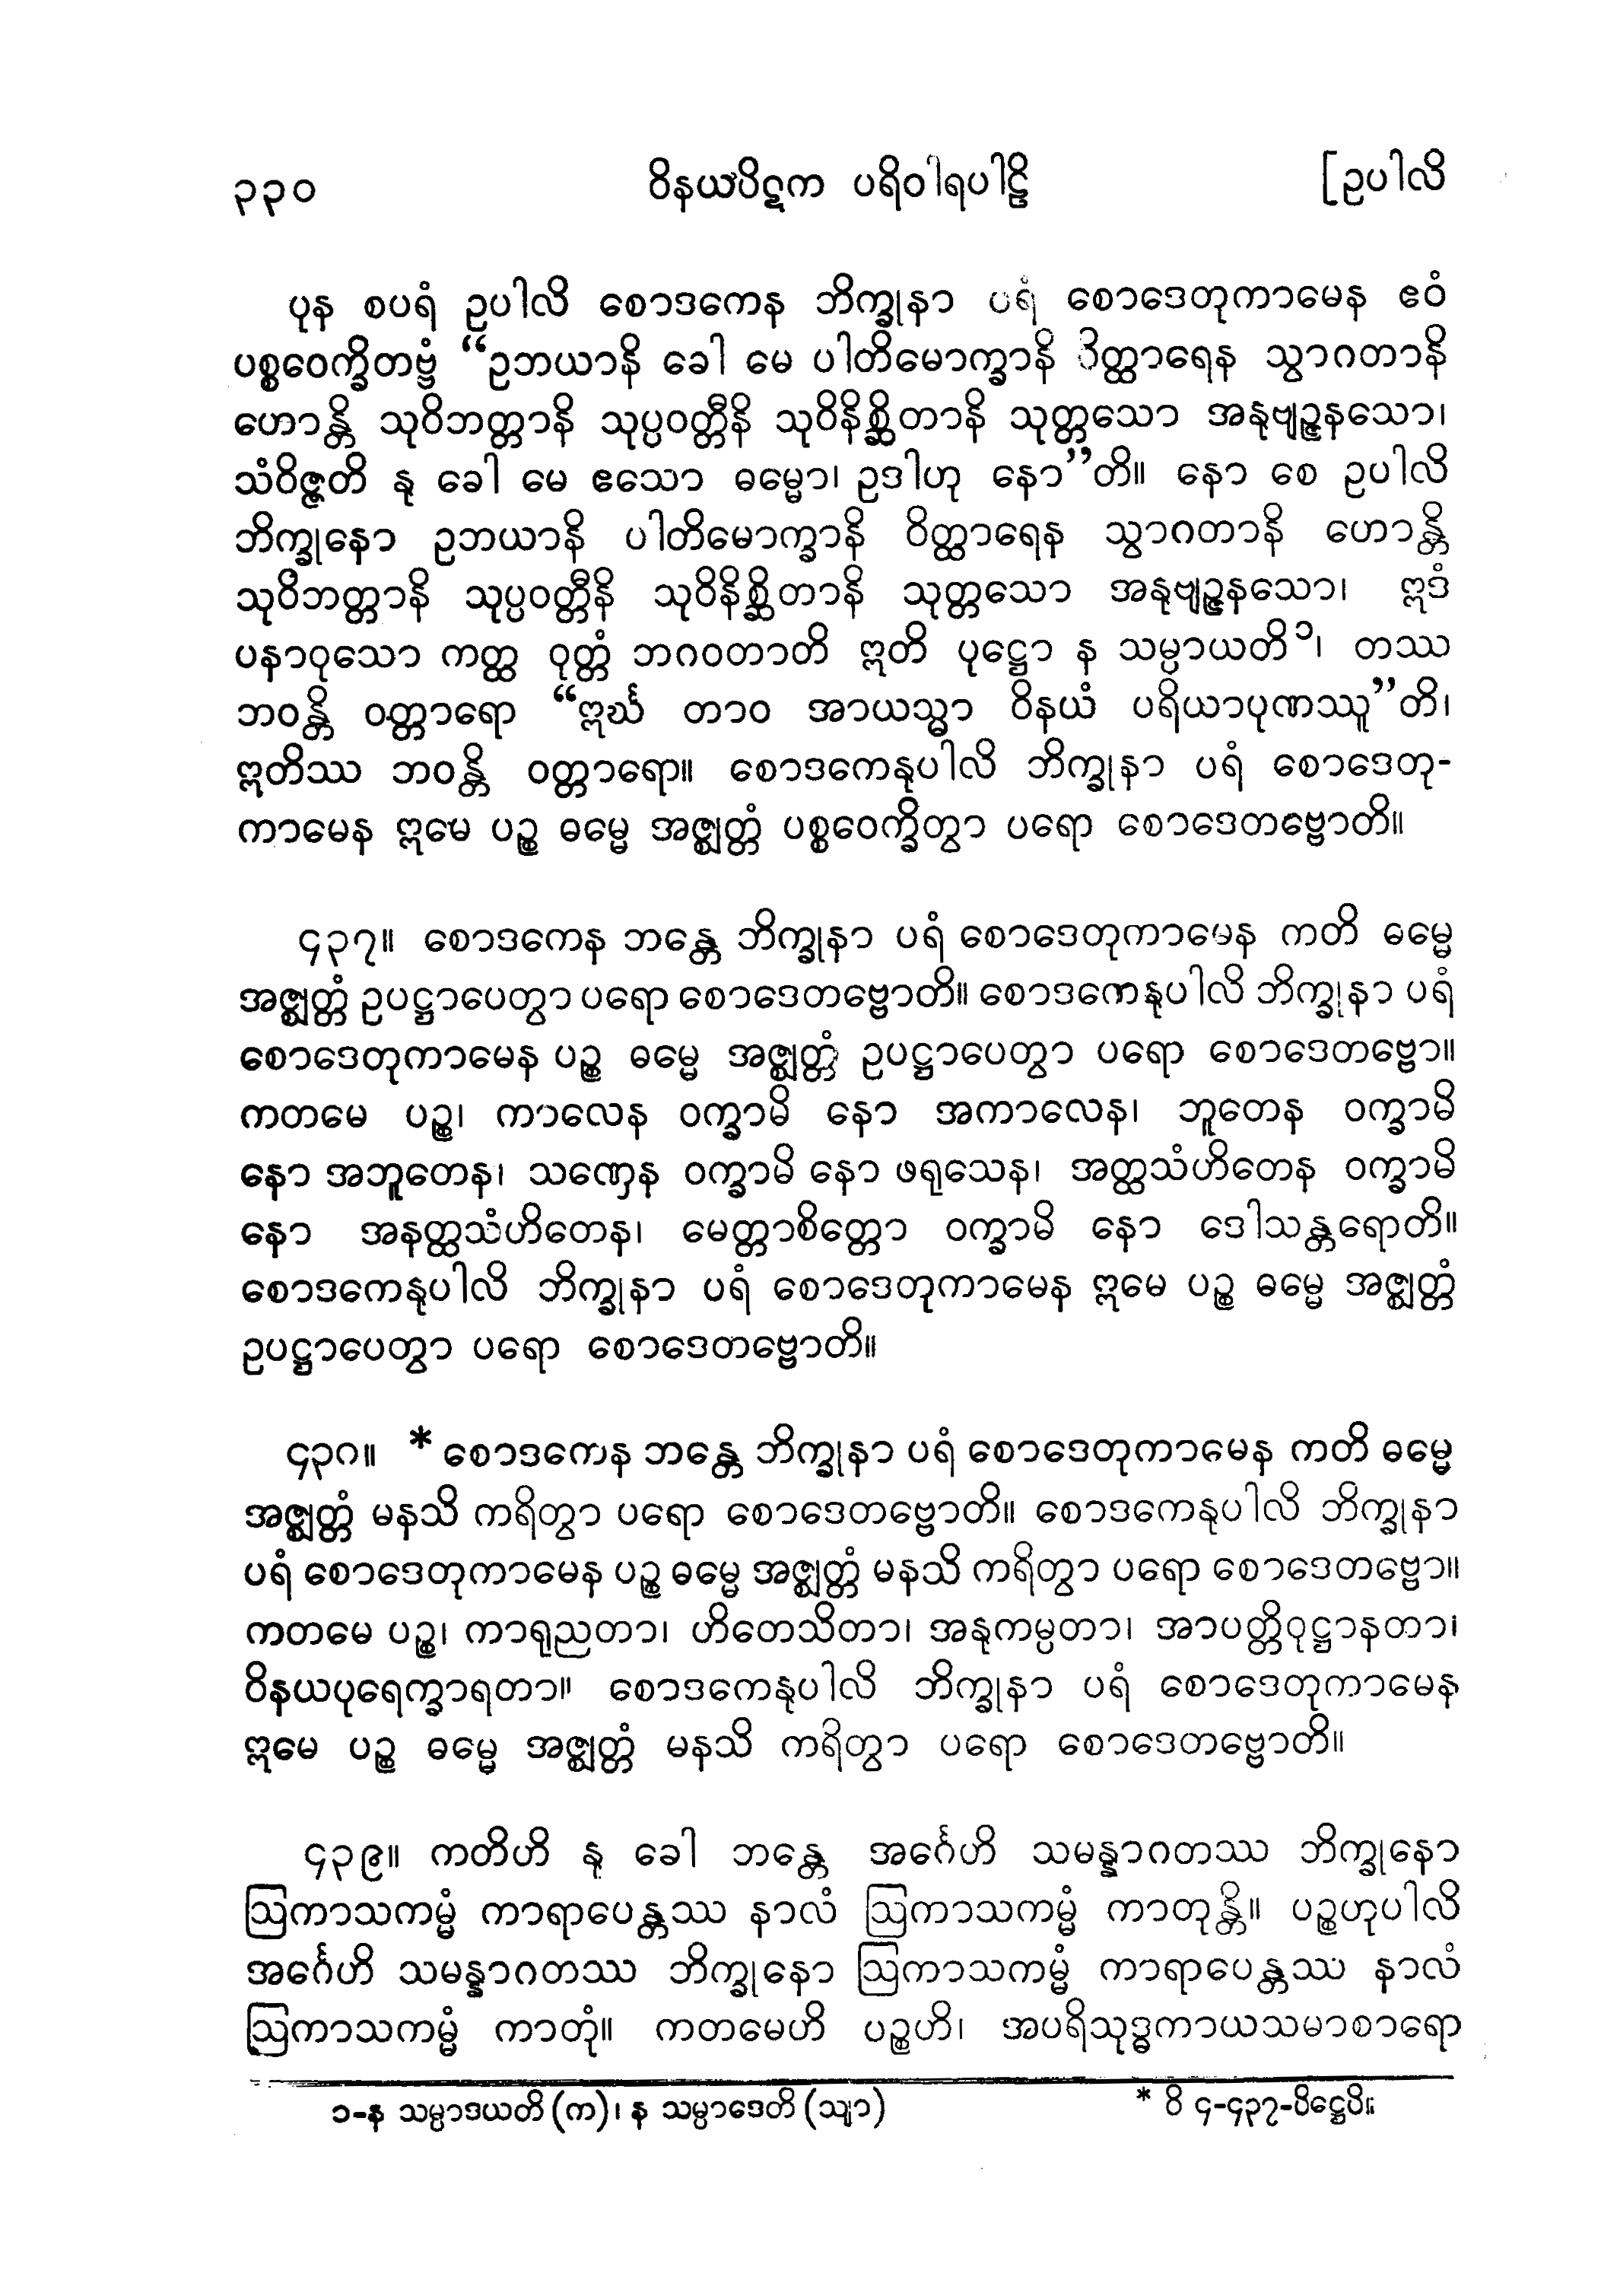 ၃၃၀ ဝိနယပိဋက ပရိဝါရပါဠိ [ဥပါလိ
ပုန စပရံ ဥပါလိ စောဒကေန ဘိက္ခုနာ ပရံ စောဒေတုကာမေန ဧဝံ
ပစ္စဝေက္ခိတဗ္ဗံ “ဥဘယာနိ ခေါ မေ ပါတိမောက္ခာနိ ဝိတ္ထာရေန သွာဂတာနိ
ဟောန္တိ သုဝိဘတ္တာနိ သုပ္ပဝတ္တီနိ သုဝိနိစ္ဆိတာနိ သုတ္တသော အနုဗျဉ္ဇနသော၊
သံဝိဇ္ဇတိ နု ခေါ မေ ဧသော ဓမ္မော၊ ဥဒါဟု နော”တိ။ နော စေ ဥပါလိ
ဘိက္ခုနော ဥဘယာနိ ပါတိမောက္ခာနိ ဝိတ္ထာရေန သွာဂတာနိ ဟောန္တိ
သုဝိဘတ္တာနိ သုပ္ပဝတ္တီနိ သုဝိနိစ္ဆိတာနိ သုတ္တသော အနုဗျဉ္ဇနသော၊ ဣဒံ
ပနာဝုသော ကတ္ထ ဝုတ္တံ ဘဂဝတာတိ ဣတိ ပုဋ္ဌော န သမ္ပာယတိ၁၊ တဿ
ဘဝန္တိ ဝတ္တာရော “ဣင်္ဃ တာဝ အာယသ္မာ ဝိနယံ ပရိယာပုဏဿူ”တိ၊
ဣတိဿ ဘဝန္တိ ဝတ္တာရော။ စောဒကေနုပါလိ ဘိက္ခုနာ ပရံ စောဒေတု-
ကာမေန ဣမေ ပဉ္စ ဓမ္မေ အဇ္ဈတ္တံ ပစ္စဝေက္ခိတွာ ပရော စောဒေတဗ္ဗောတိ။
၄၃၇။ စောဒကေန ဘန္တေ ဘိက္ခုနာ ပရံ စောဒေတုကာမေန ကတိ ဓမ္မေ
အဇ္ဈတ္တံ ဥပဋ္ဌာပေတွာ ပရော စောဒေတဗ္ဗောတိ။ စောဒကေနုပါလိ ဘိက္ခုနာ ပရံ
စောဒေတုကာမေန ပဉ္စ ဓမ္မေ အဇ္ဈတ္တံ ဥပဋ္ဌာပေတွာ ပရော စောဒေတဗ္ဗော။
ကတမေ ပဉ္စ၊ ကာလေန ဝက္ခာမိ နော အကာလေန၊ ဘူတေန ဝက္ခာမိ
နော အဘူတေန၊ သဏှေန ဝက္ခာမိ နော ဖရုသေန၊ အတ္ထသံဟိတေန ဝက္ခာမိ
နော အနတ္ထသံဟိတေန၊ မေတ္တာစိတ္တော ဝက္ခာမိ နော ဒေါသန္တရောတိ။
စောဒကေနုပါလိ ဘိက္ခုနာ ပရံ စောဒေတုကာမေန ဣမေ ပဉ္စ ဓမ္မေ အဇ္ဈတ္တံ
ဥပဋ္ဌာပေတွာ ပရော စောဒေတဗ္ဗောတိ။
၄၃၈။ * စောဒကေန ဘန္တေ ဘိက္ခုနာ ပရံ စောဒေတုကာမေန ကတိ ဓမ္မေ
အဇ္ဈတ္တံ မနသိ ကရိတွာ ပရော စောဒေတဗ္ဗောတိ။ စောဒကေနုပါလိ ဘိက္ခုနာ
ပရံ စောဒေတုကာမေန ပဉ္စ ဓမ္မေ အဇ္ဈတ္တံ မနသိ ကရိတွာ ပရော စောဒေတဗ္ဗော။
ကတမေ ပဉ္စ၊ ကာရုညတာ၊ ဟိတေသိတာ၊ အနုကမ္ပတာ၊ အာပတ္တိဝုဋ္ဌာနတာ၊
ဝိနယပုရေက္ခာရတာ။ စောဒကေနုပါလိ ဘိက္ခုနာ ပရံ စောဒေတုကာမေန
ဣမေ ပဉ္စ ဓမ္မေ အဇ္ဈတ္တံ မနသိ ကရိတွာ ပရော စောဒေတဗ္ဗောတိ။
၄၃၉။ ကတိဟိ နု ခေါ ဘန္တေ အင်္ဂေဟိ သမန္နာဂတဿ ဘိက္ခုနော
ဩကာသကမ္မံ ကာရာပေန္တဿ နာလံ ဩကာသကမ္မံ ကာတုန္တိ။ ပဉ္စဟုပါလိ
အင်္ဂေဟိ သမန္နာဂတဿ ဘိက္ခုနော ဩကာသကမ္မံ ကာရာပေန္တဿ နာလံ
ဩကာသကမ္မံ ကာတုံ။ ကတမေဟိ ပဉ္စဟိ၊ အပရိသုဒ္ဓကာယသမာစာရော
၁-န သမ္ပာဒယတိ (က)၊ န သမ္ပာဒေတိ (သျာ) * ဝိ ၄-၄၃၇-ပိဋ္ဌေပိ။